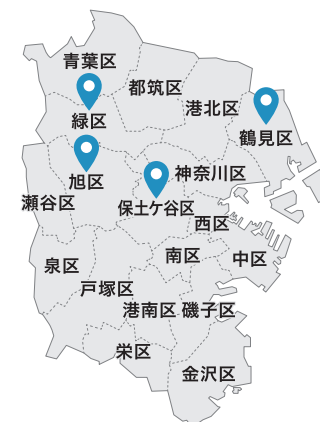 青葉区
都筑区
港北区
緑区
鶴見区
旭区
神奈川区
瀬谷区
保土ケ谷区
西区
泉区
南区
中区
戸塚区
港南区
磯子区
栄区
金沢区